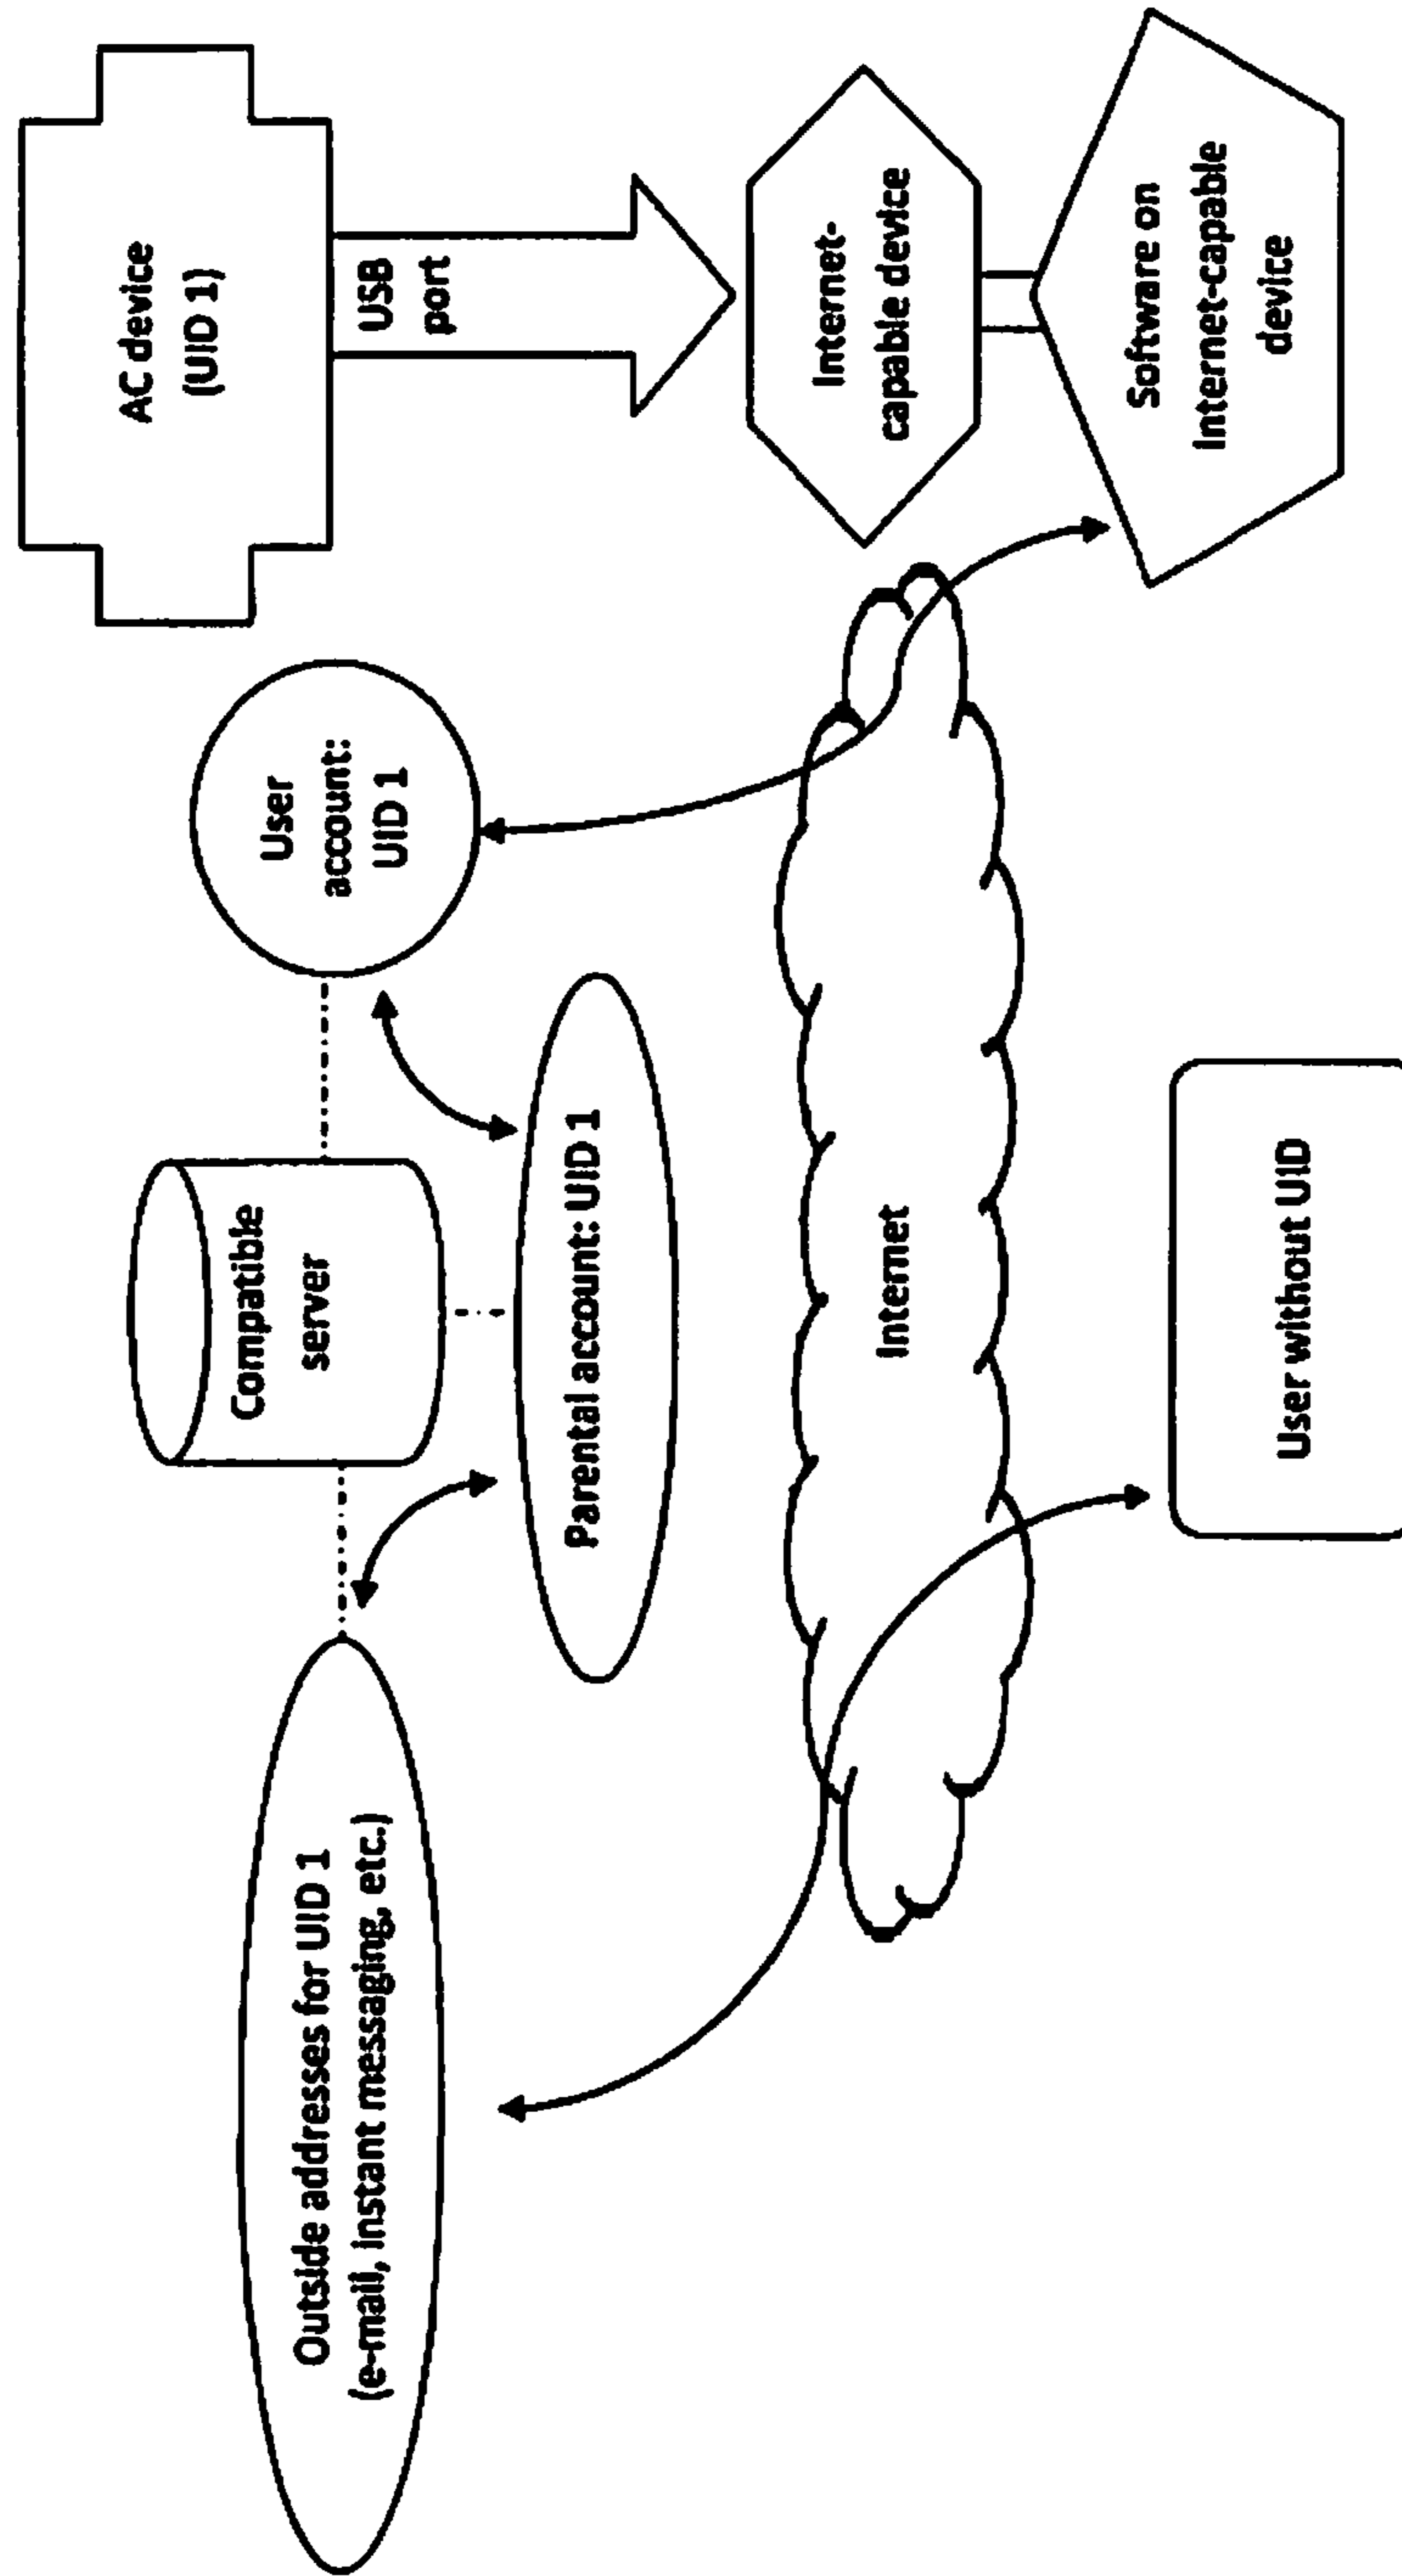 Outside addresses for UID 1
(e-mail, instant messaging, etc.)
Compatible
server
User
account:
UID 1
AC device
(UID 1)
USB
port
Parental account: UID 1
Internet
Internet-
capable device
User without UID
Software on
Internet-capable
device